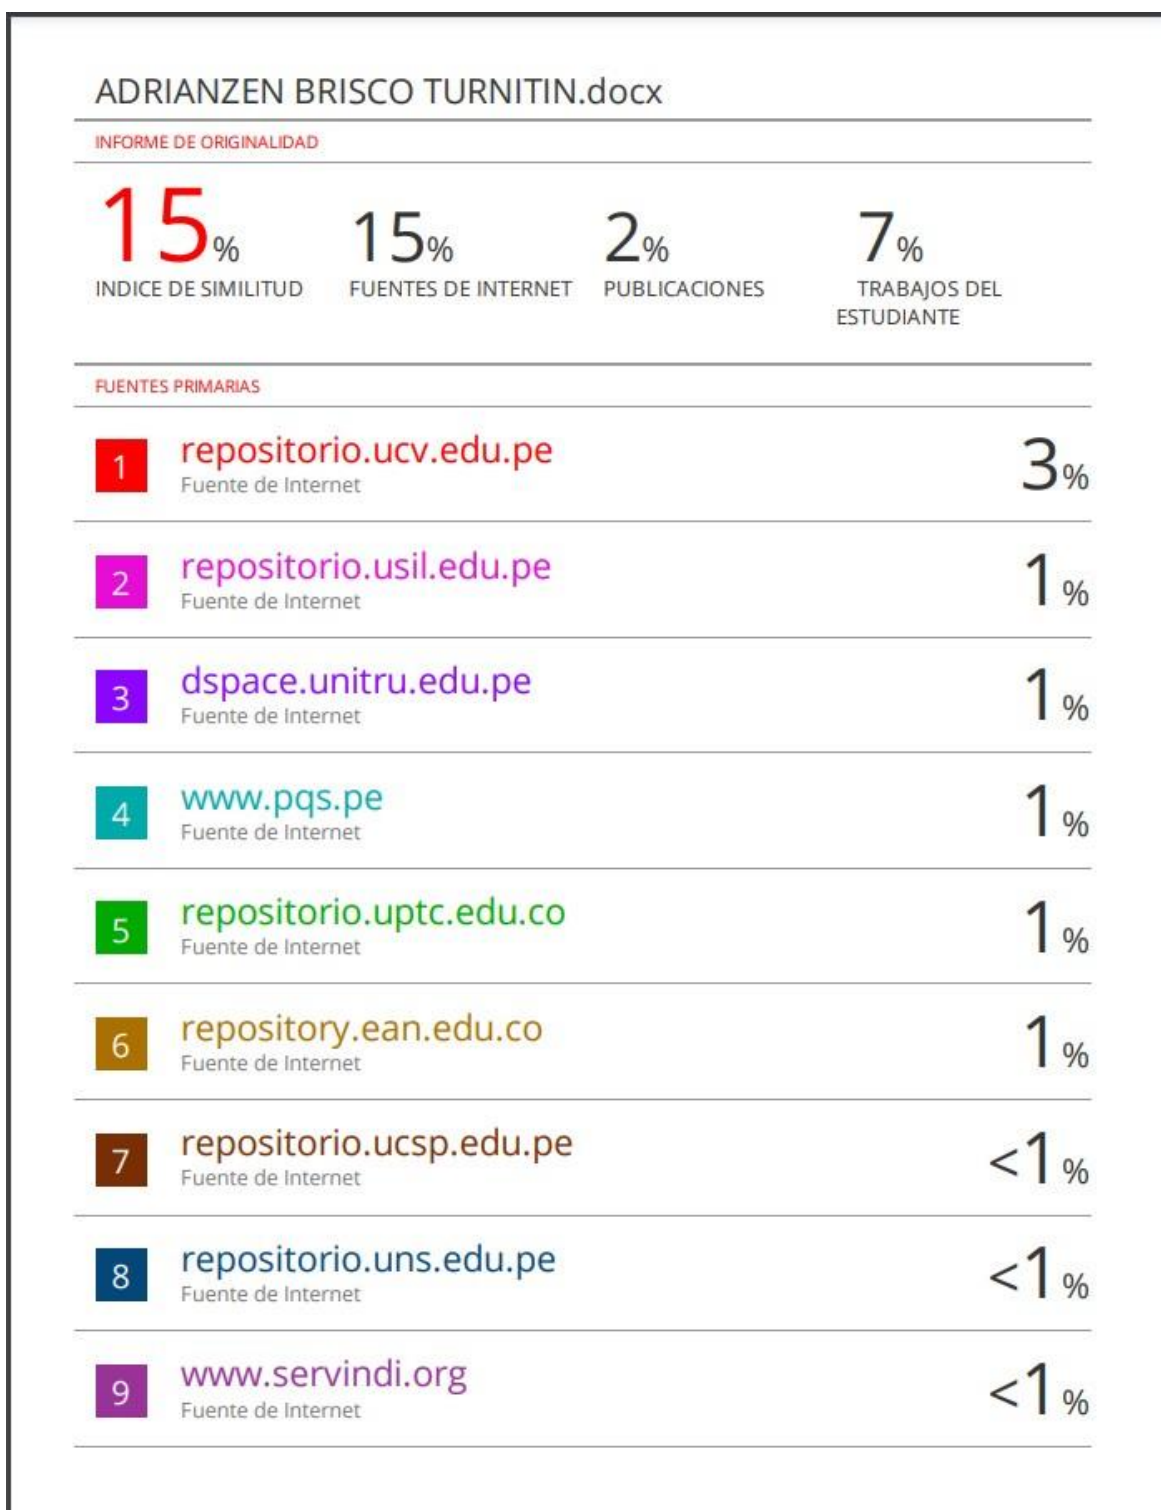 ADRIANZEN BRISCO TURNITIN.docx
INFORME DE ORIGINALIDAD
15% 15% 2% 7%
INDICE DE SIMILITUD FUENTES DE INTERNET PUBLICACIONES TRABAJOS DEL
ESTUDIANTE
FUENTES PRIMARIAS
1 repositorio.ucv.edu.pe 3%
Fuente de Internet
2 repositorio.usil.edu.pe 1%
Fuente de Internet
3 dspace.unitru.edu.pe 1%
Fuente de Internet
4 www.pqs.pe 1%
Fuente de Internet
5 repositorio.uptc.edu.co 1%
Fuente de Internet
6 repository.ean.edu.co 1%
Fuente de Internet
7 repositorio.ucsp.edu.pe <1%
Fuente de Internet
8 repositorio.uns.edu.pe <1%
Fuente de Internet
9 www.servindi.org <1%
Fuente de Internet